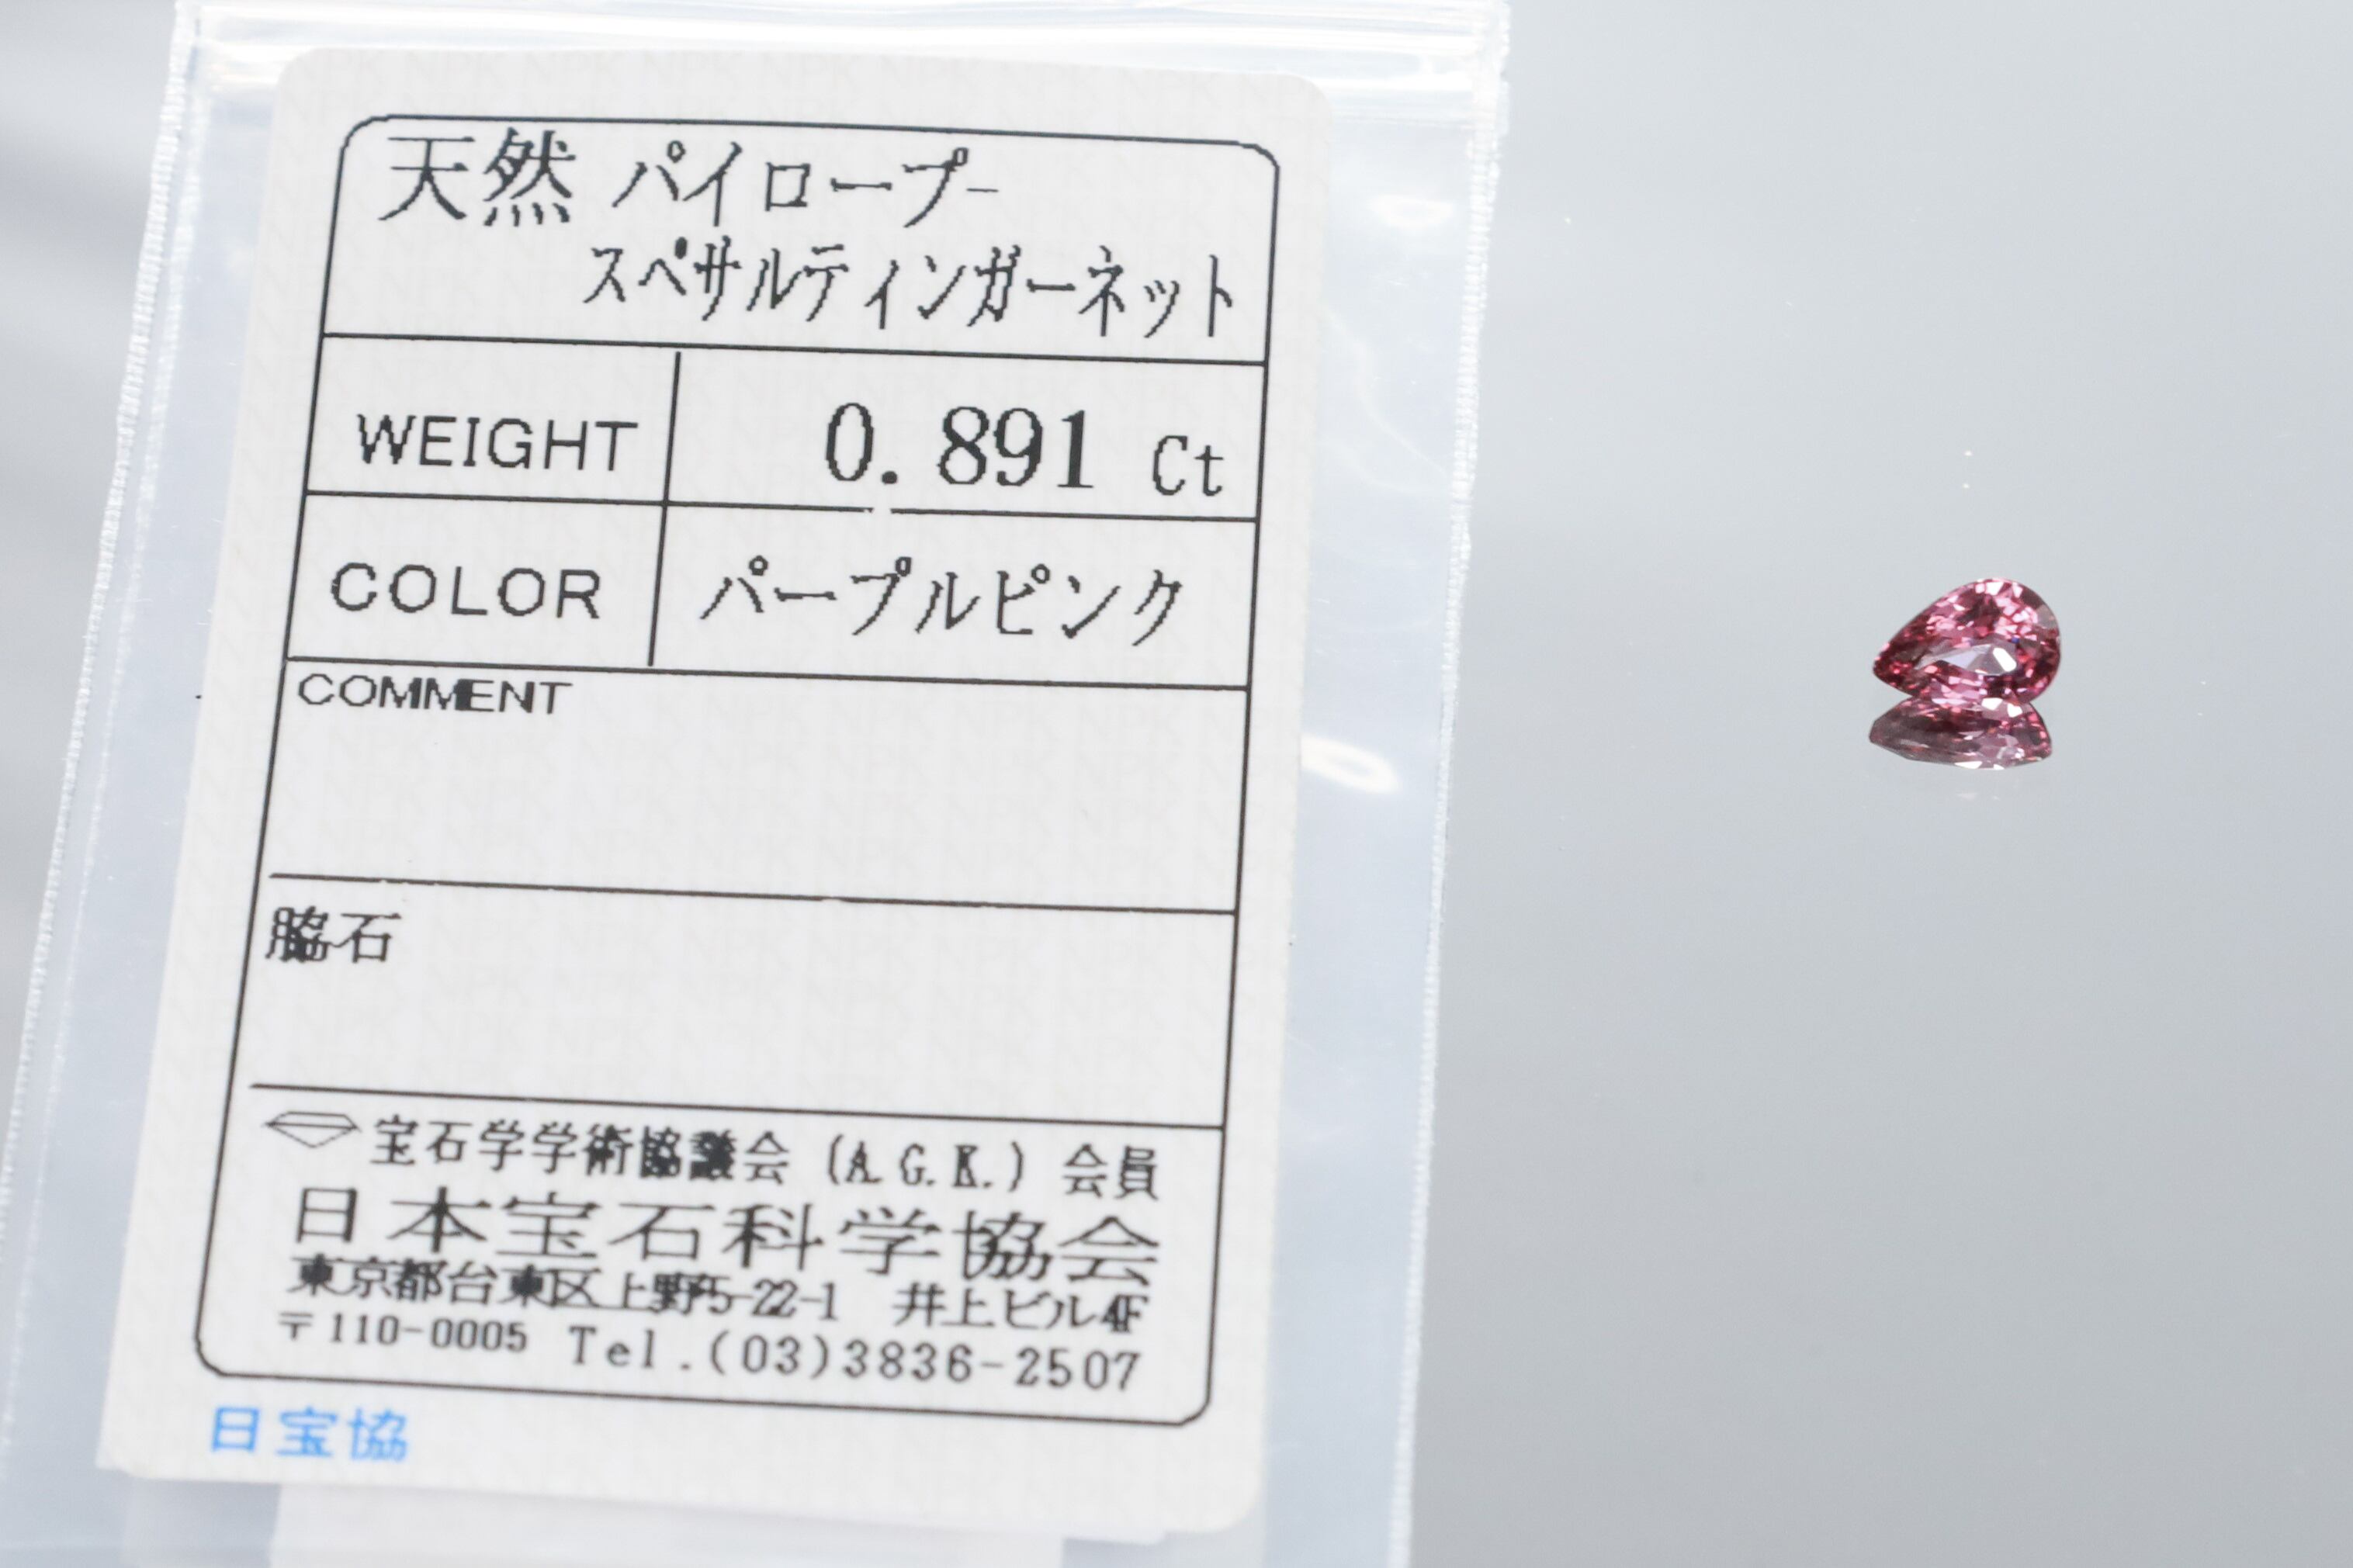 天然 パイロープ-
スペサルティンガーネット
WEIGHT 0.891 Ct
COLOR パープルピンク
COMMENT
脇石
宝石学学術協議会 (A.G.K.) 会員
日本宝石科学協会
東京都台東区上野5-22-1 井上ビル4F
〒110-0005 Tel.(03)3836-2507
日宝協